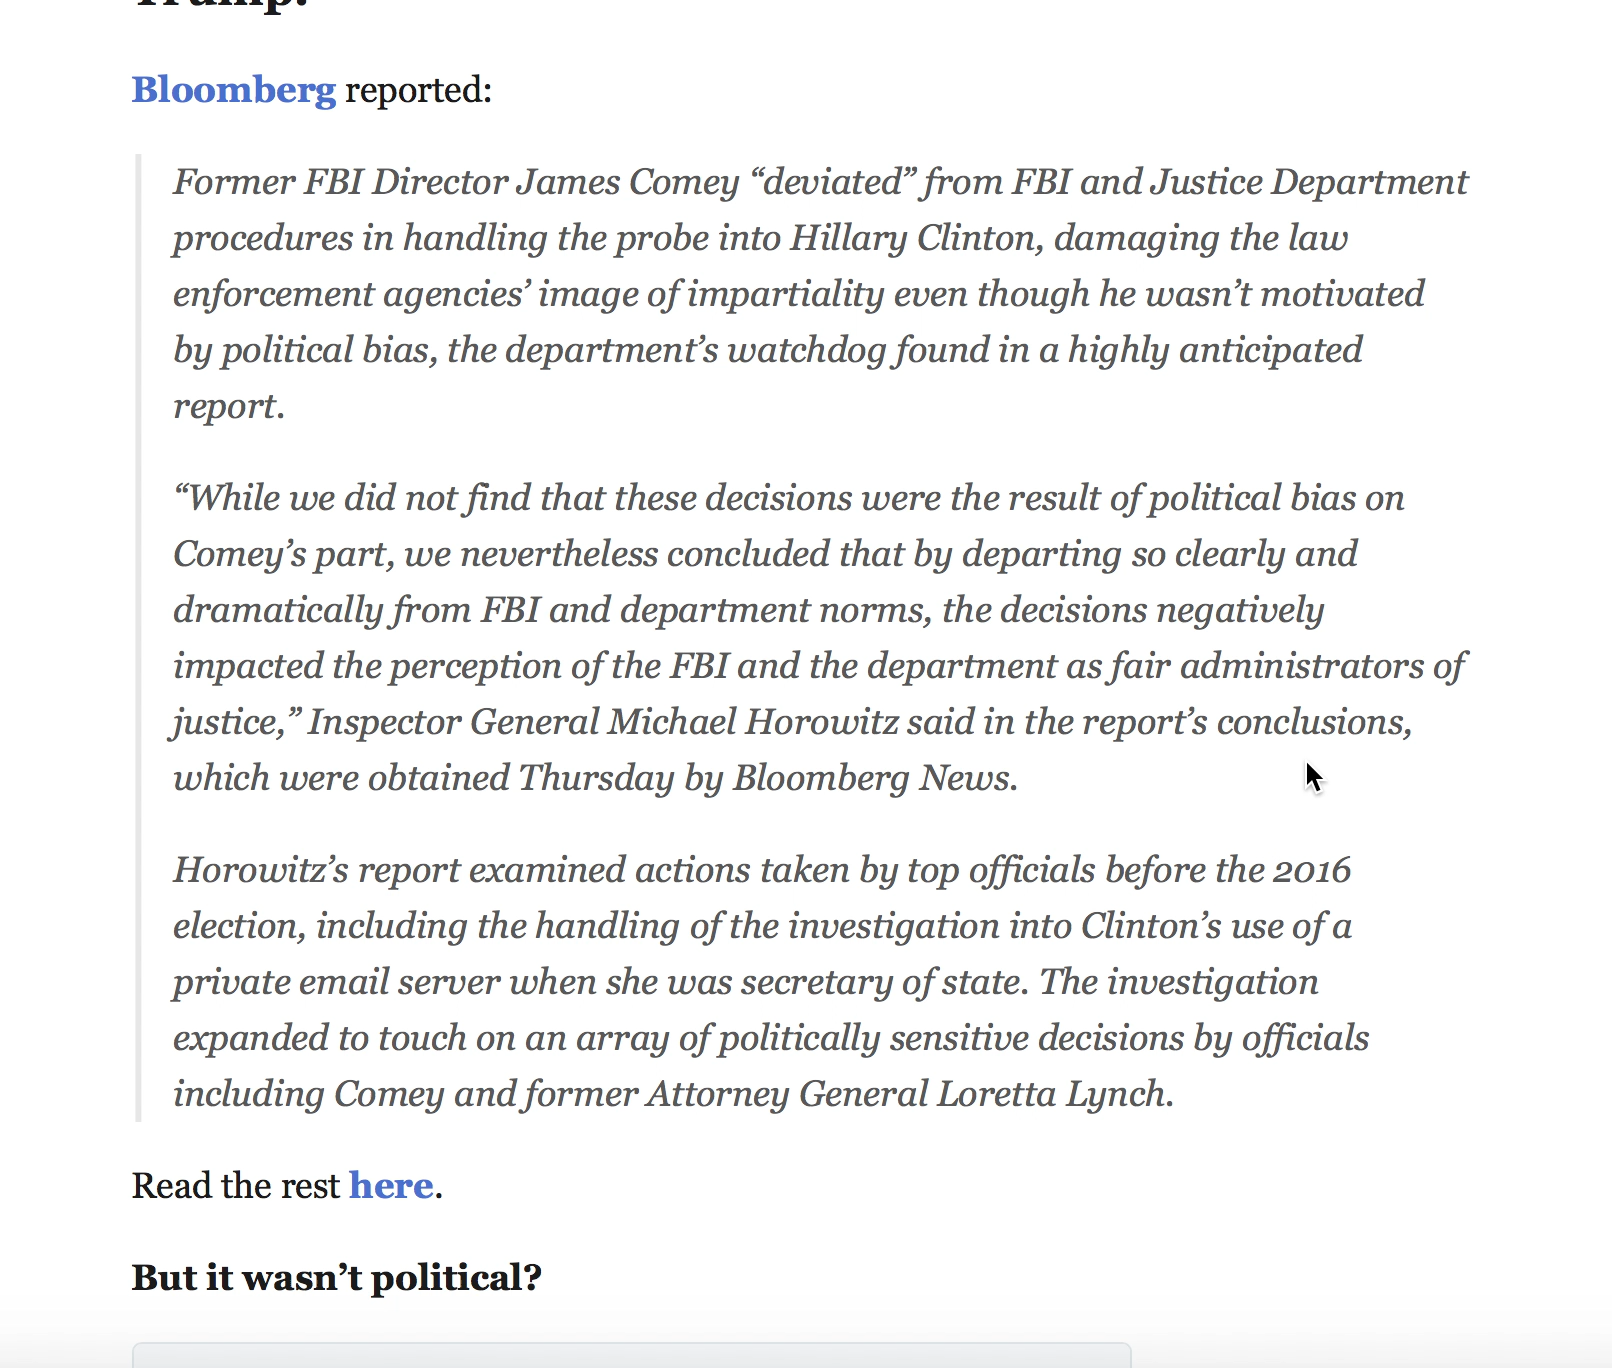 Trump.
Bloomberg reported:
Former FBI Director James Comey “deviated” from FBI and Justice Department
procedures in handling the probe into Hillary Clinton, damaging the law
enforcement agencies’ image of impartiality even though he wasn’t motivated
by political bias, the department’s watchdog found in a highly anticipated
report.
“While we did not find that these decisions were the result of political bias on
Comey’s part, we nevertheless concluded that by departing so clearly and
dramatically from FBI and department norms, the decisions negatively
impacted the perception of the FBI and the department as fair administrators of
justice,” Inspector General Michael Horowitz said in the report’s conclusions,
which were obtained Thursday by Bloomberg News.
Horowitz’s report examined actions taken by top officials before the 2016
election, including the handling of the investigation into Clinton’s use of a
private email server when she was secretary of state. The investigation
expanded to touch on an array of politically sensitive decisions by officials
including Comey and former Attorney General Loretta Lynch.
Read the rest here.
But it wasn’t political?